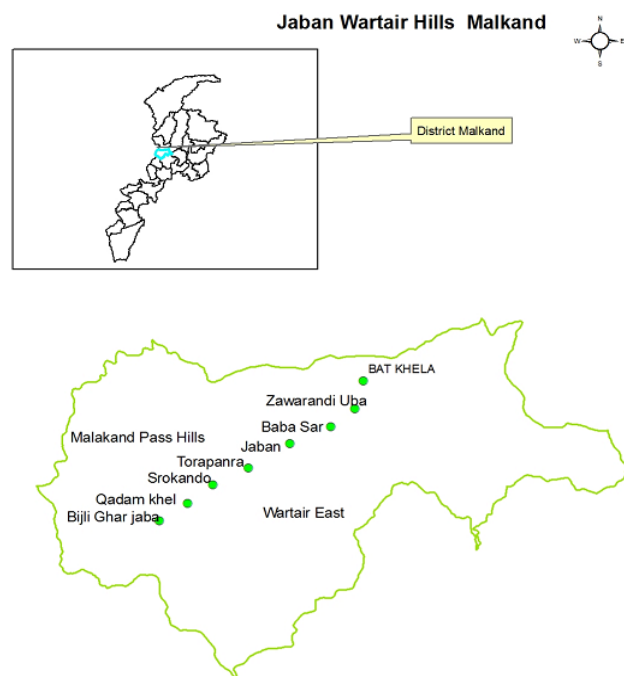 Jaban Wartair Hills Malkand
N
W
E
S
District Malkand
BAT KHELA
Zawarandi Uba
Baba Sar
Malakand Pass Hills
Jaban
Torapanra
Srokando
Qadam khel
Wartair East
Bijli Ghar jaba